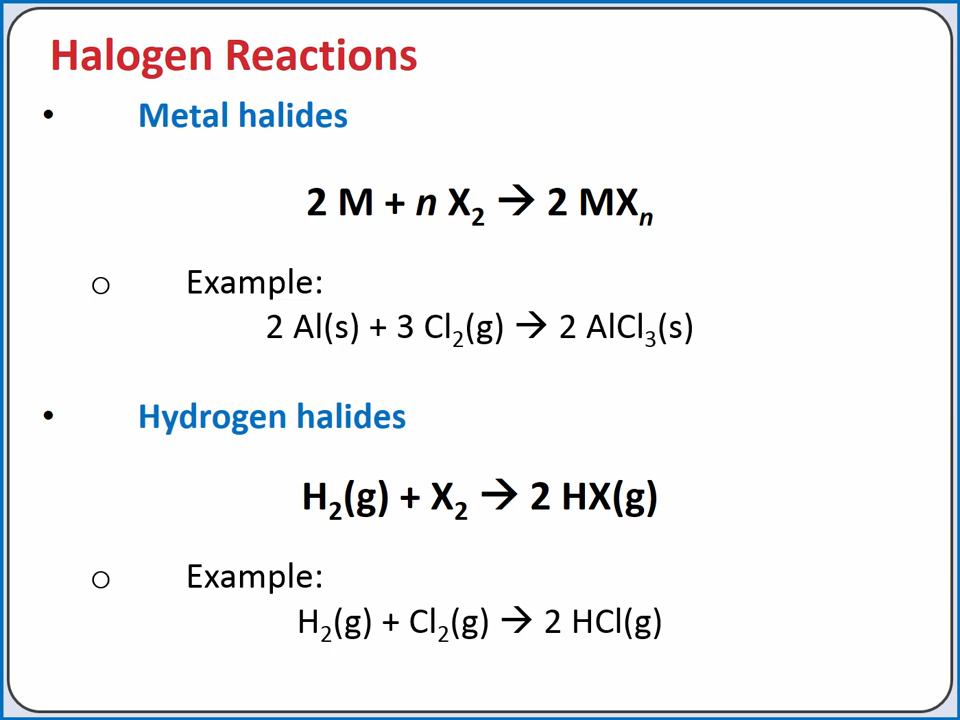 Halogen Reactions
• Metal halides
2 M + n X₂ → 2 MXₙ
o Example:
2 Al(s) + 3 Cl₂(g) → 2 AlCl₃(s)
• Hydrogen halides
H₂(g) + X₂ → 2 HX(g)
o Example:
H₂(g) + Cl₂(g) → 2 HCl(g)